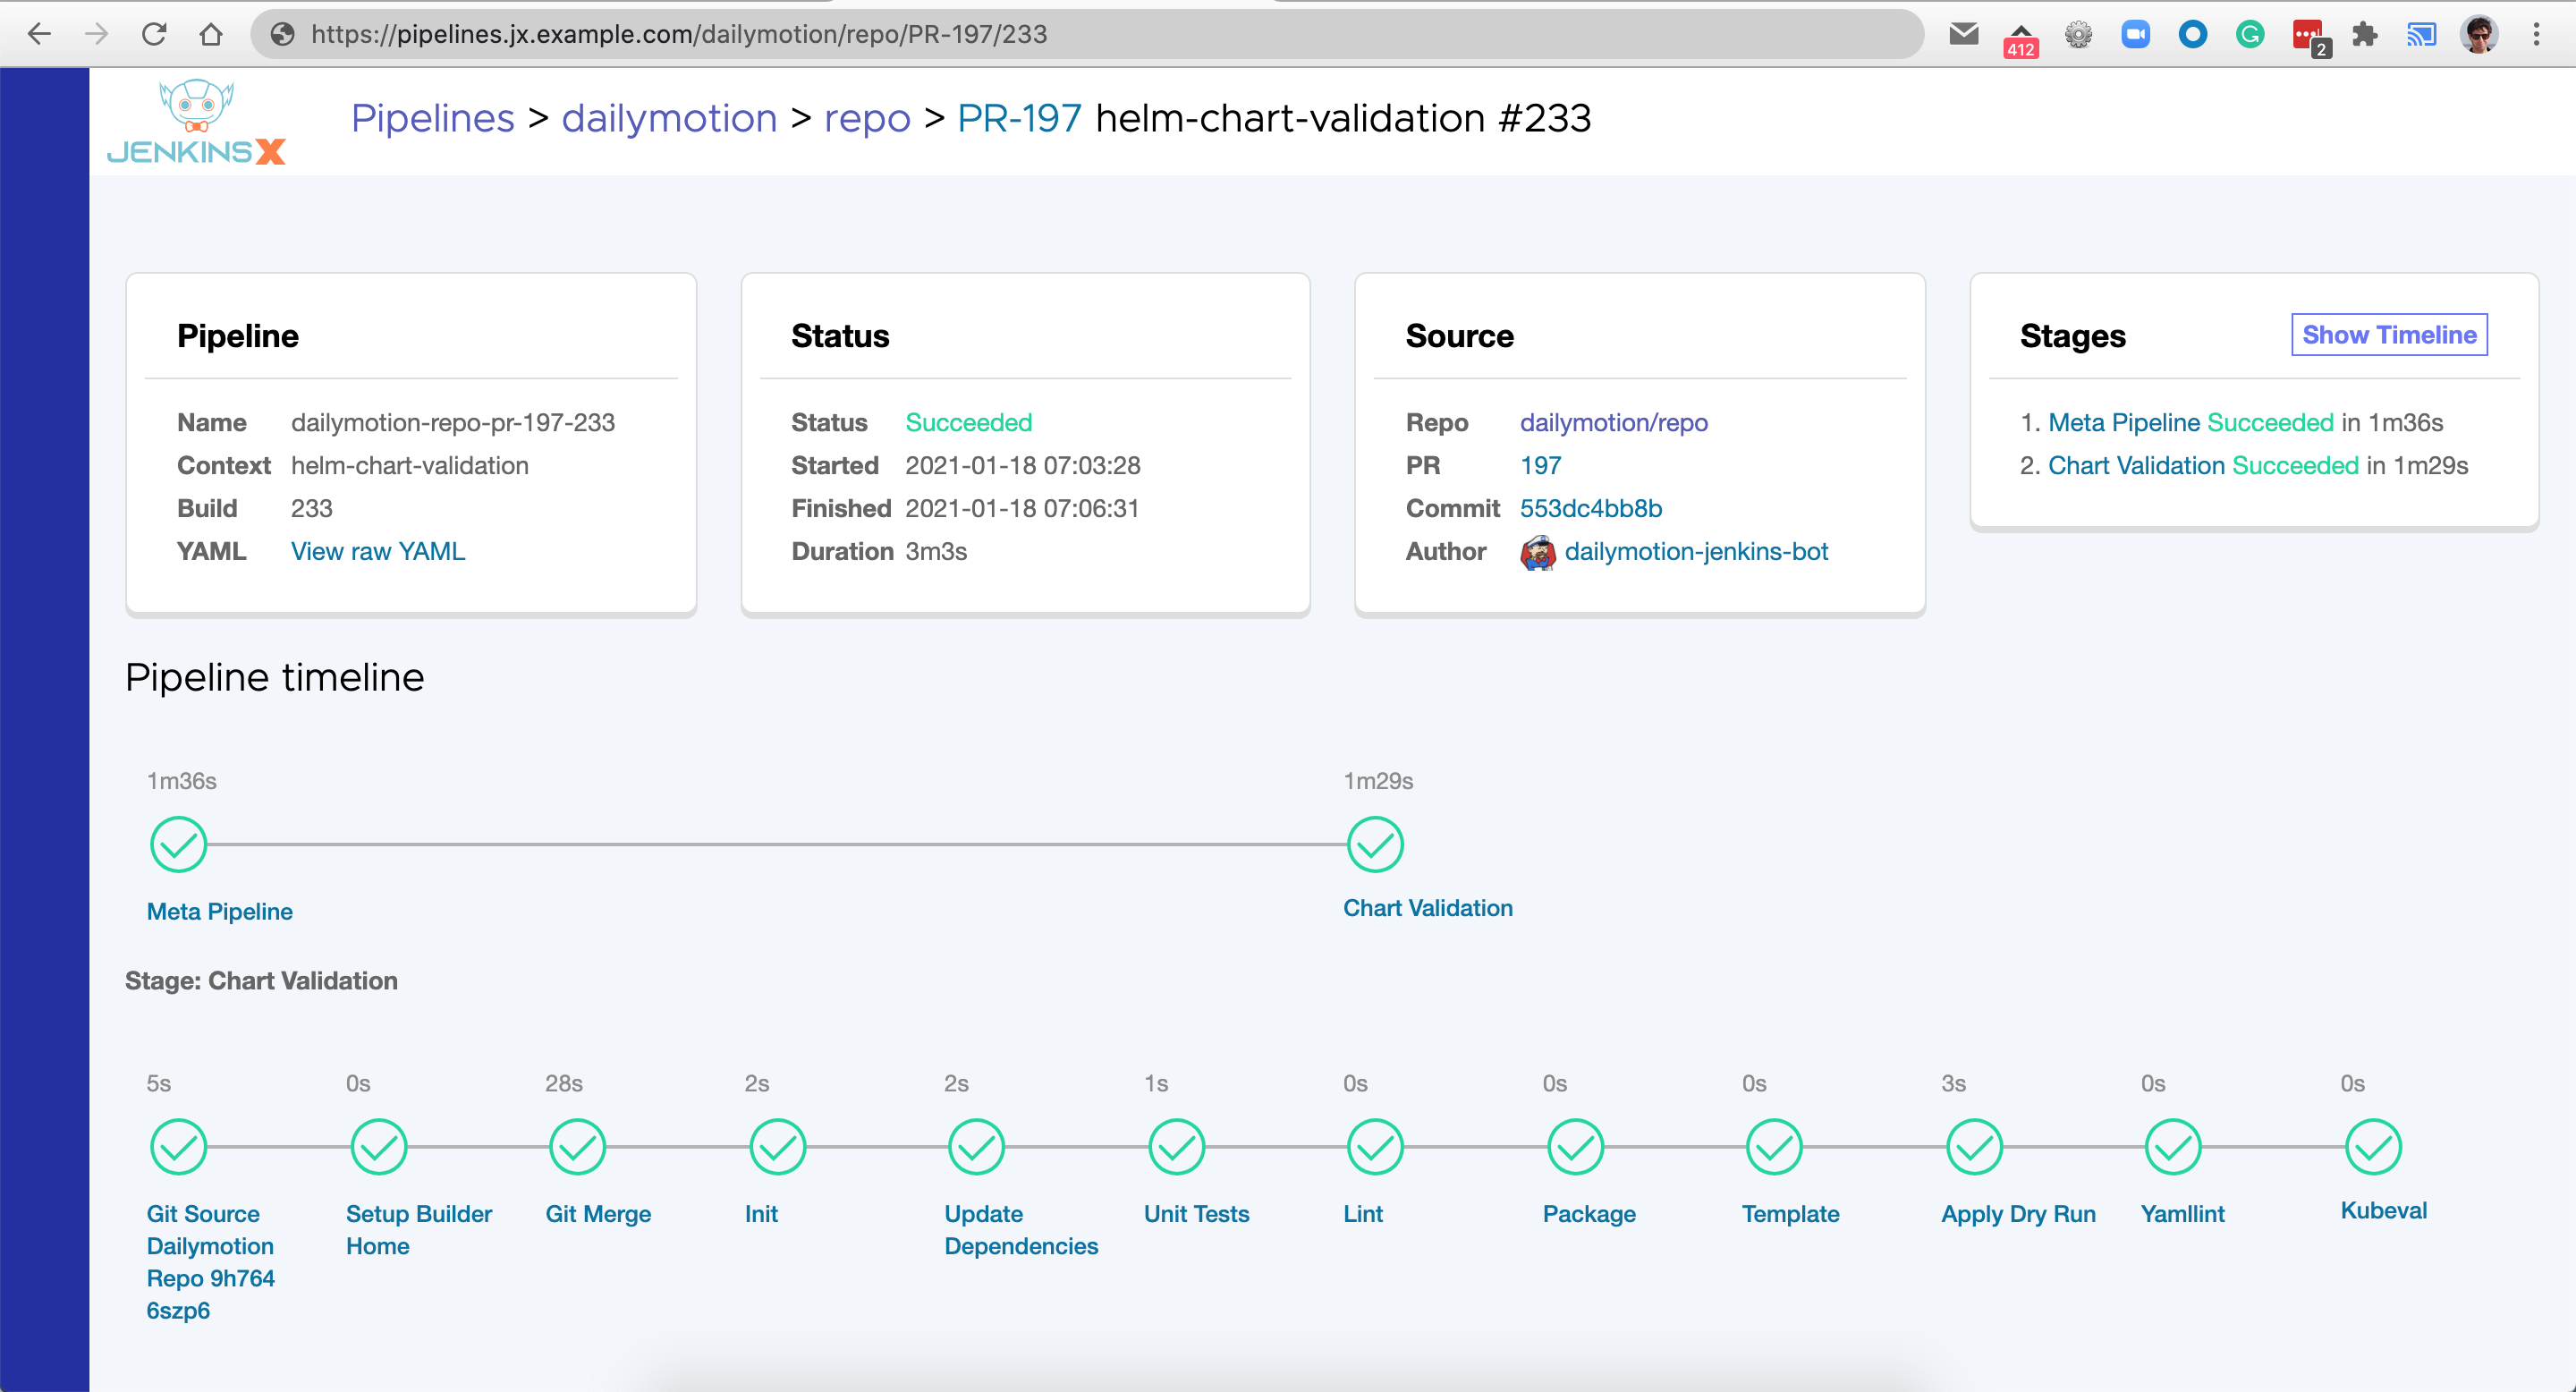 https://pipelines.jx.example.com/dailymotion/repo/PR-197/233
412
2
JENKINSX
Pipelines > dailymotion > repo > PR-197 helm-chart-validation #233
Pipeline
Name dailymotion-repo-pr-197-233
Context helm-chart-validation
Build 233
YAML View raw YAML
Status
Status Succeeded
Started 2021-01-18 07:03:28
Finished 2021-01-18 07:06:31
Duration 3m3s
Source
Repo dailymotion/repo
PR 197
Commit 553dc4bb8b
Author dailymotion-jenkins-bot
Stages Show Timeline
1. Meta Pipeline Succeeded in 1m36s
2. Chart Validation Succeeded in 1m29s
Pipeline timeline
1m36s
Meta Pipeline
1m29s
Chart Validation
Stage: Chart Validation
5s
Git Source
Dailymotion
Repo 9h764
6szp6
0s
Setup Builder
Home
28s
Git Merge
2s
Init
2s
Update
Dependencies
1s
Unit Tests
0s
Lint
0s
Package
0s
Template
3s
Apply Dry Run
0s
Yamllint
0s
Kubeval